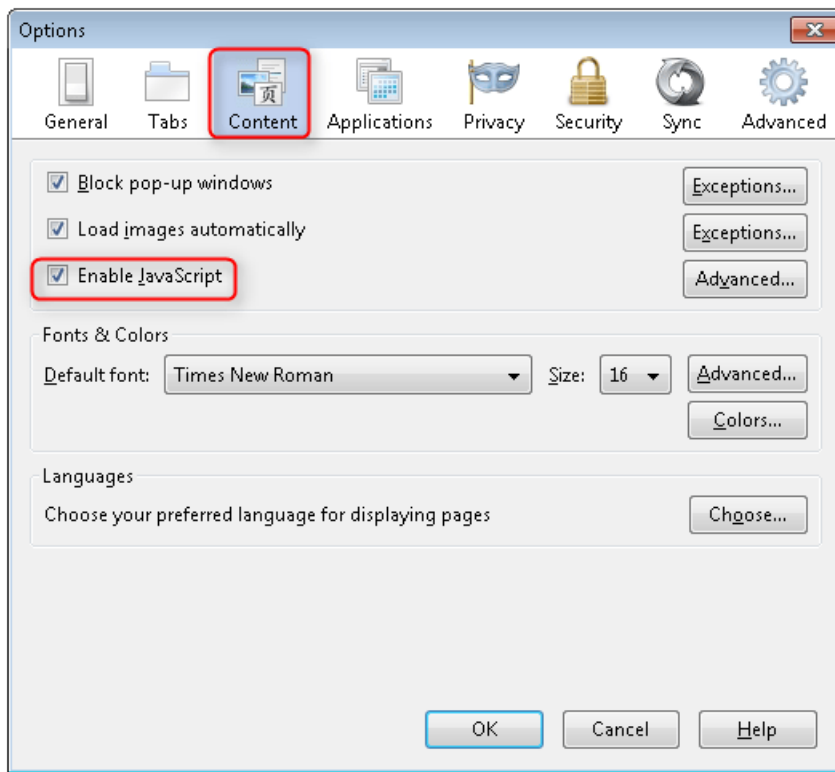 Options
General Tabs Content Applications Privacy Security Sync Advanced
页
Block pop-up windows Exceptions...
Load images automatically Exceptions...
Enable JavaScript Advanced...
Fonts & Colors
Default font: Times New Roman Size: 16 Advanced...
Colors...
Languages
Choose your preferred language for displaying pages Choose...
OK Cancel Help